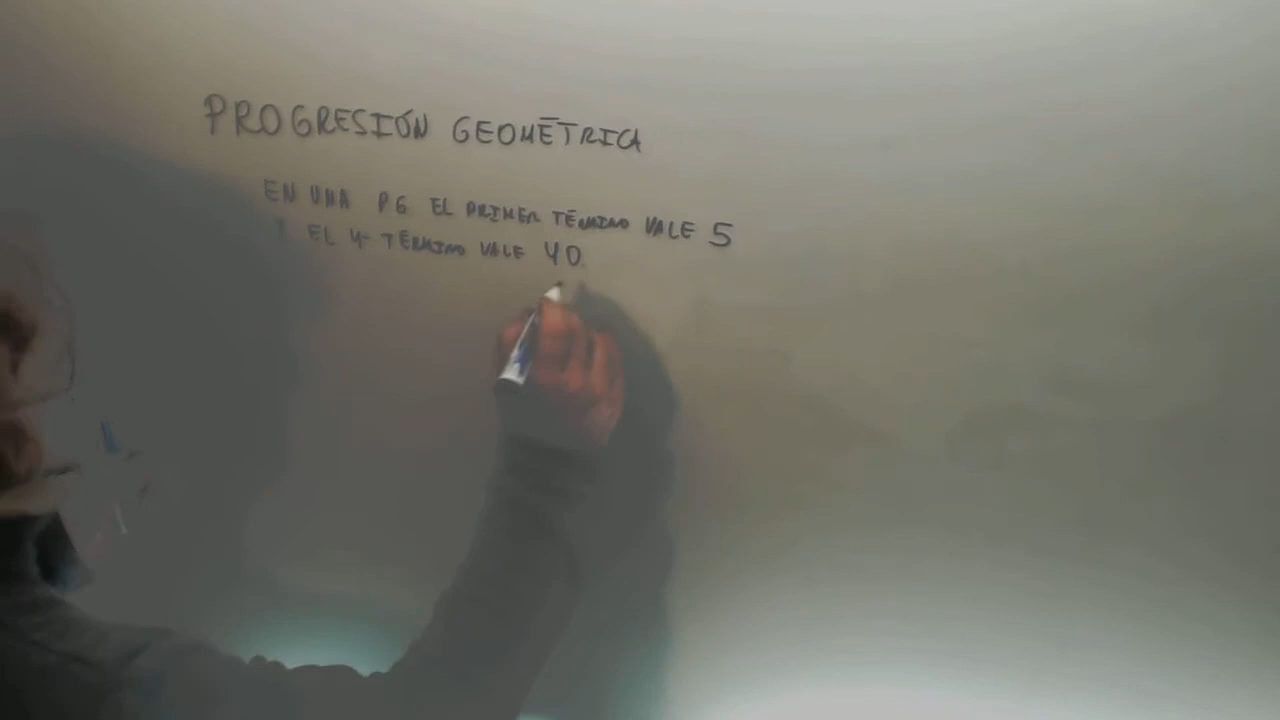 PROGRESIÓN GEOMÉTRICA
EN UNA PG EL PRIMER TÉRMINO VALE 5
Y EL 4 TÉRMINO VALE 40.